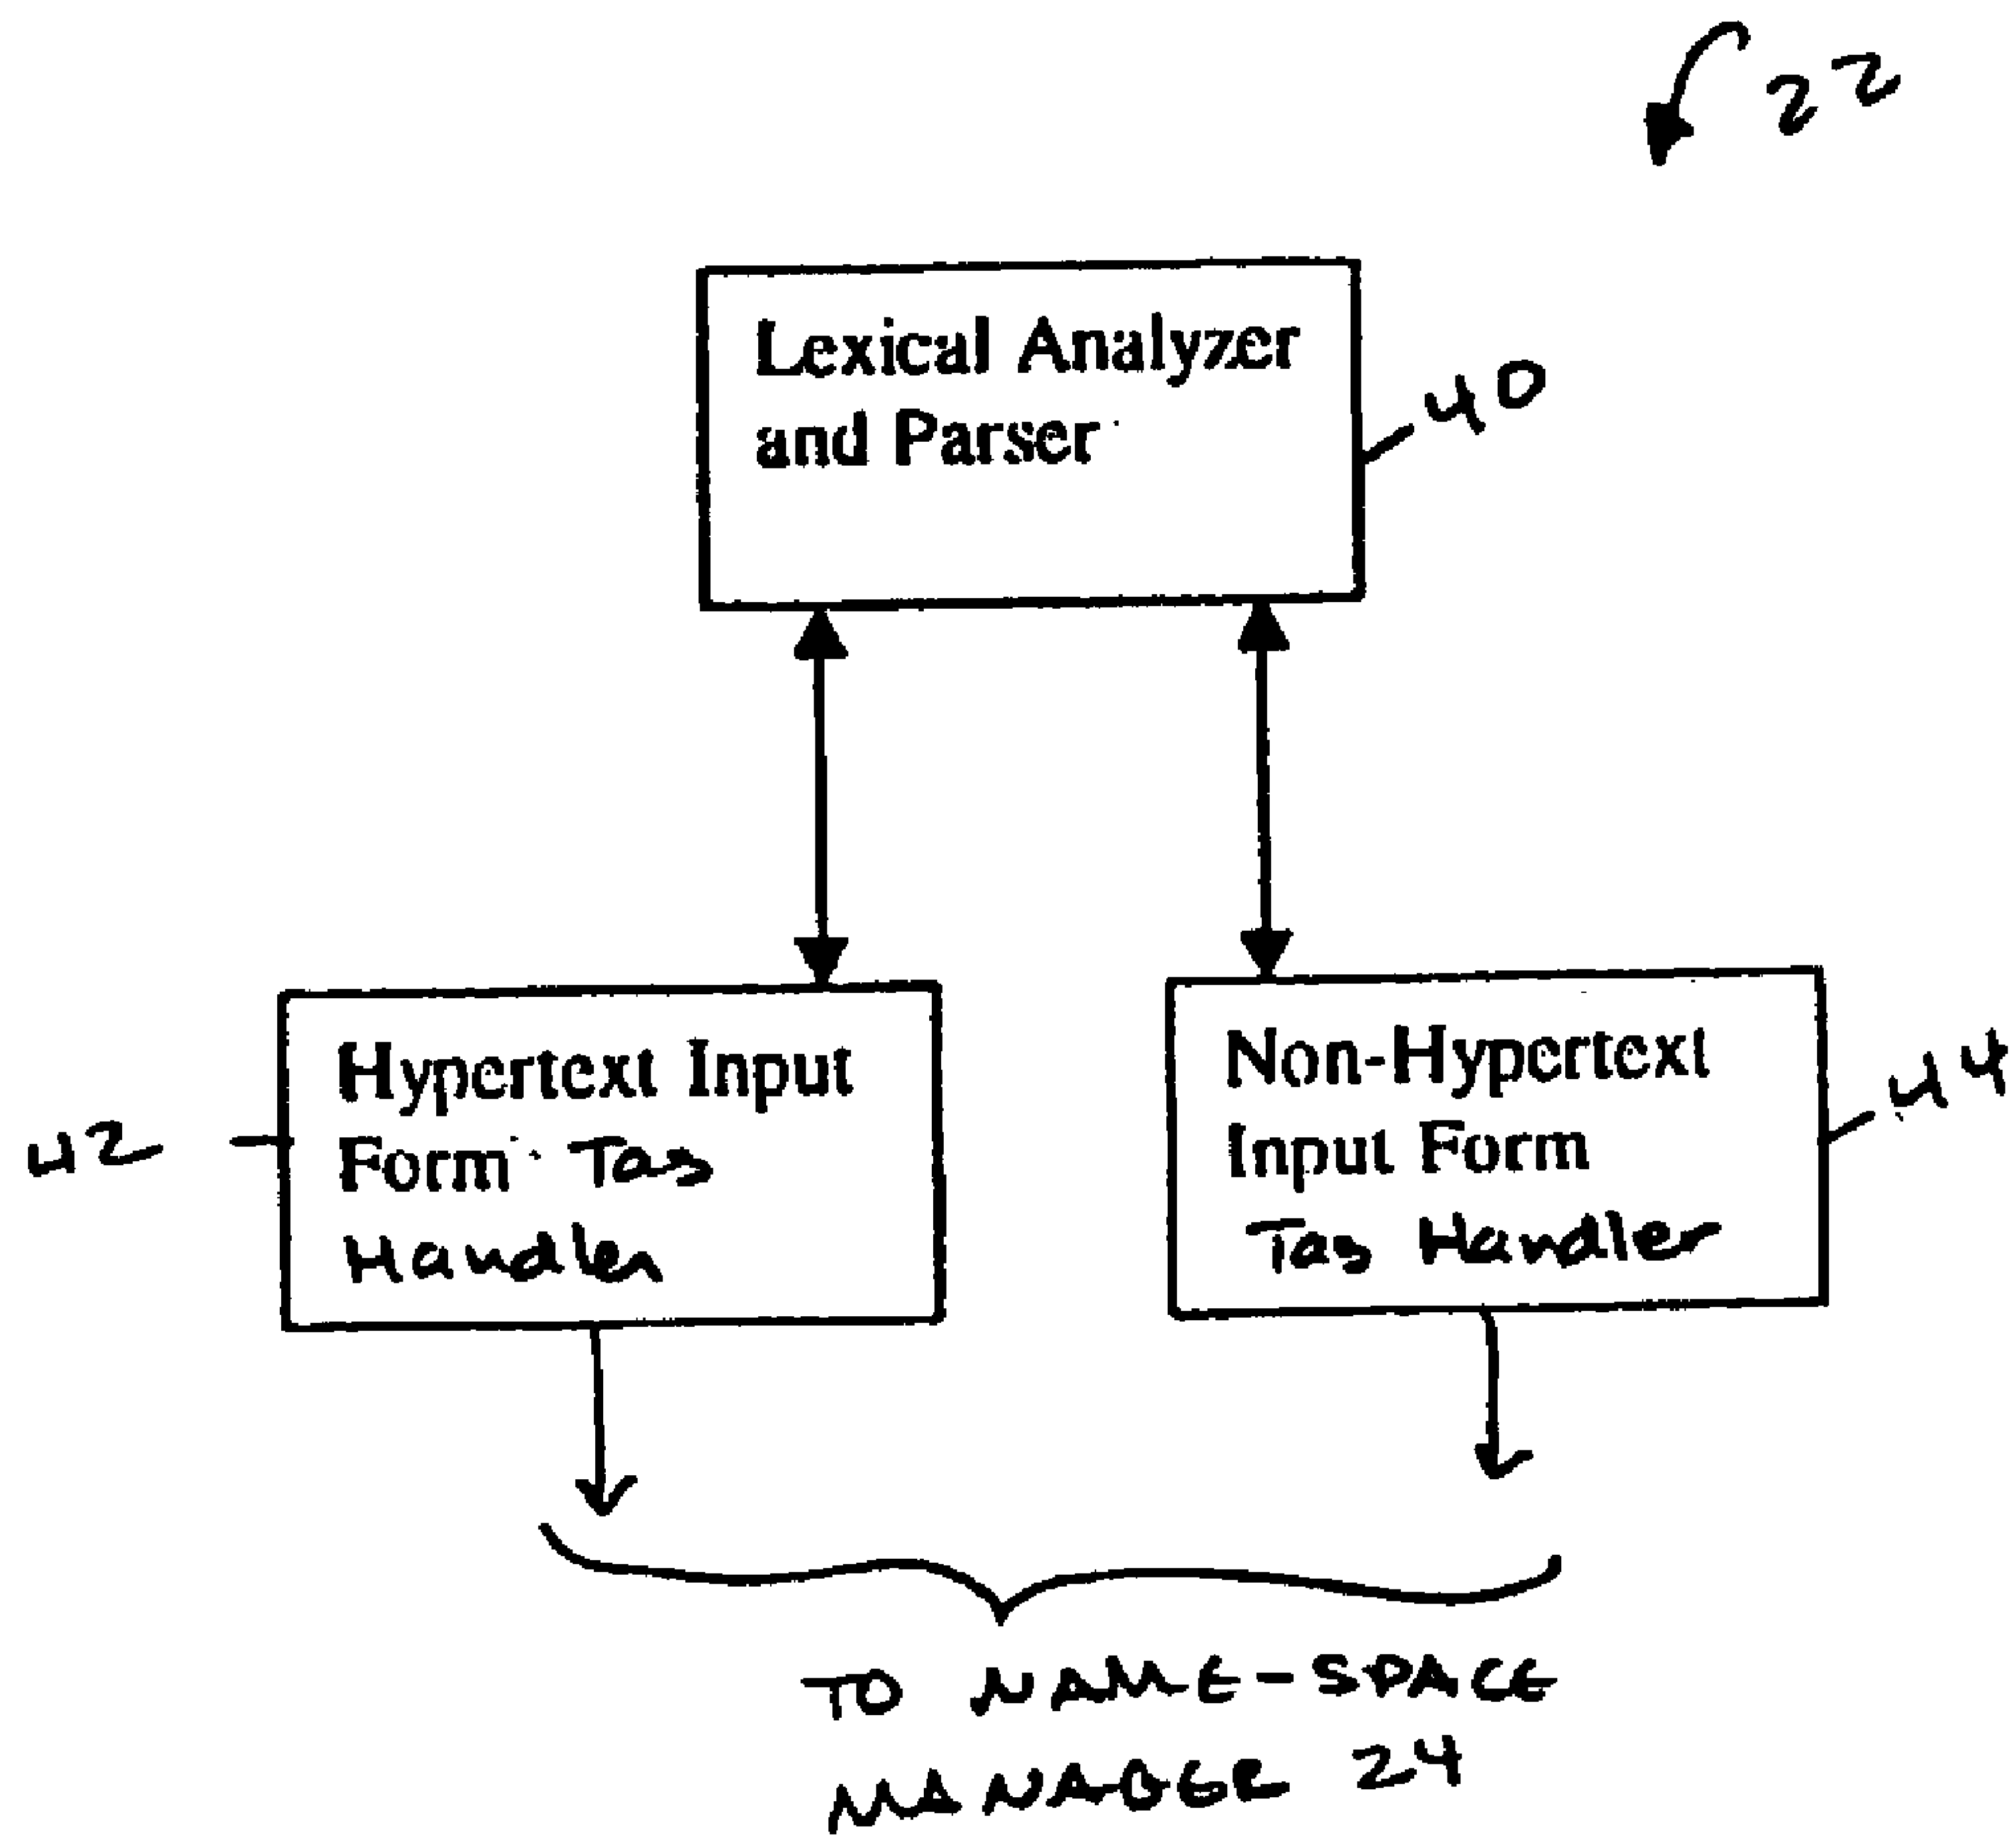 22
Lexical Analyzer
and Parser
40
Hypertext Input
Form Tag
Handler
42
Non-Hypertext
Input Form
Tag Handler
44
TO NAME-SPACE
MANAGER 24